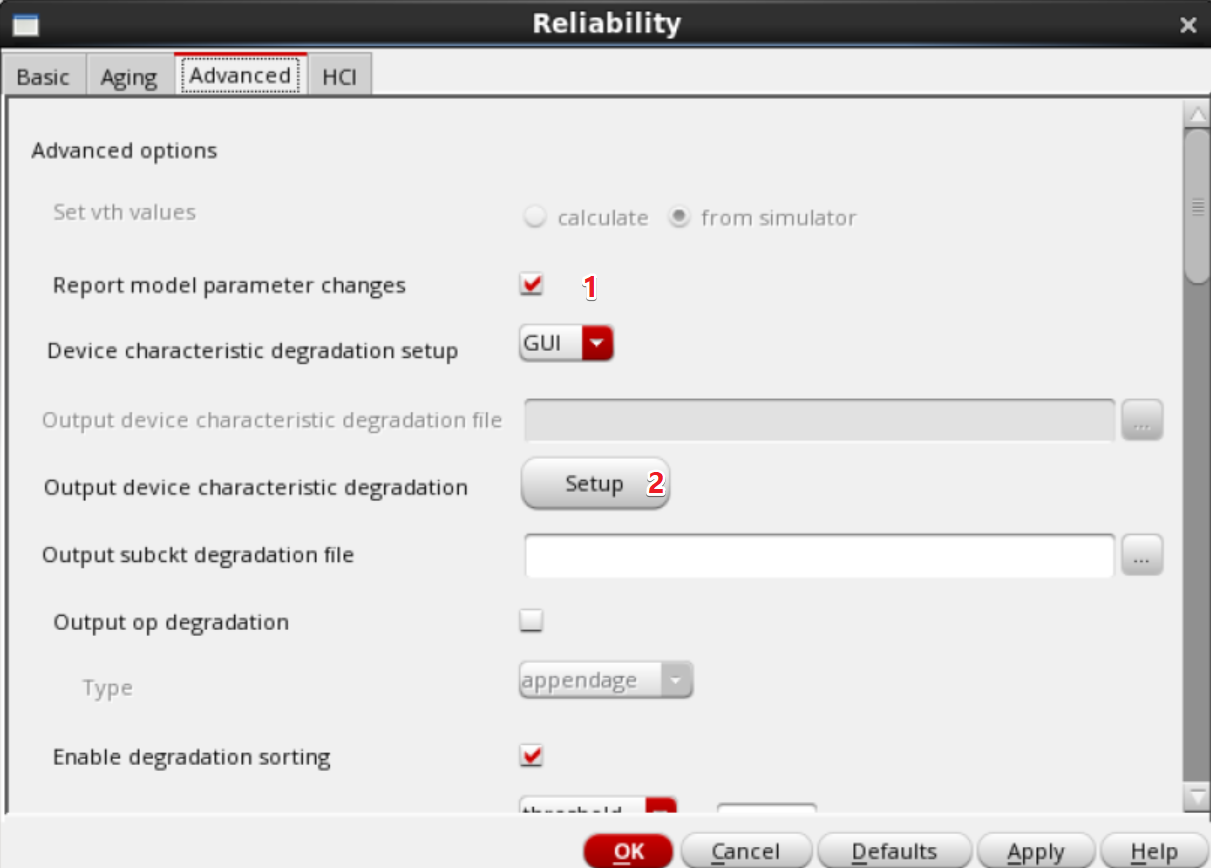 Reliability
Basic Aging Advanced HCI
Advanced options
Set vth values calculate from simulator
Report model parameter changes 1
Device characteristic degradation setup GUI
Output device characteristic degradation file ...
Output device characteristic degradation Setup 2
Output subckt degradation file ...
Output op degradation
Type appendage
Enable degradation sorting
threshold
OK Cancel Defaults Apply Help